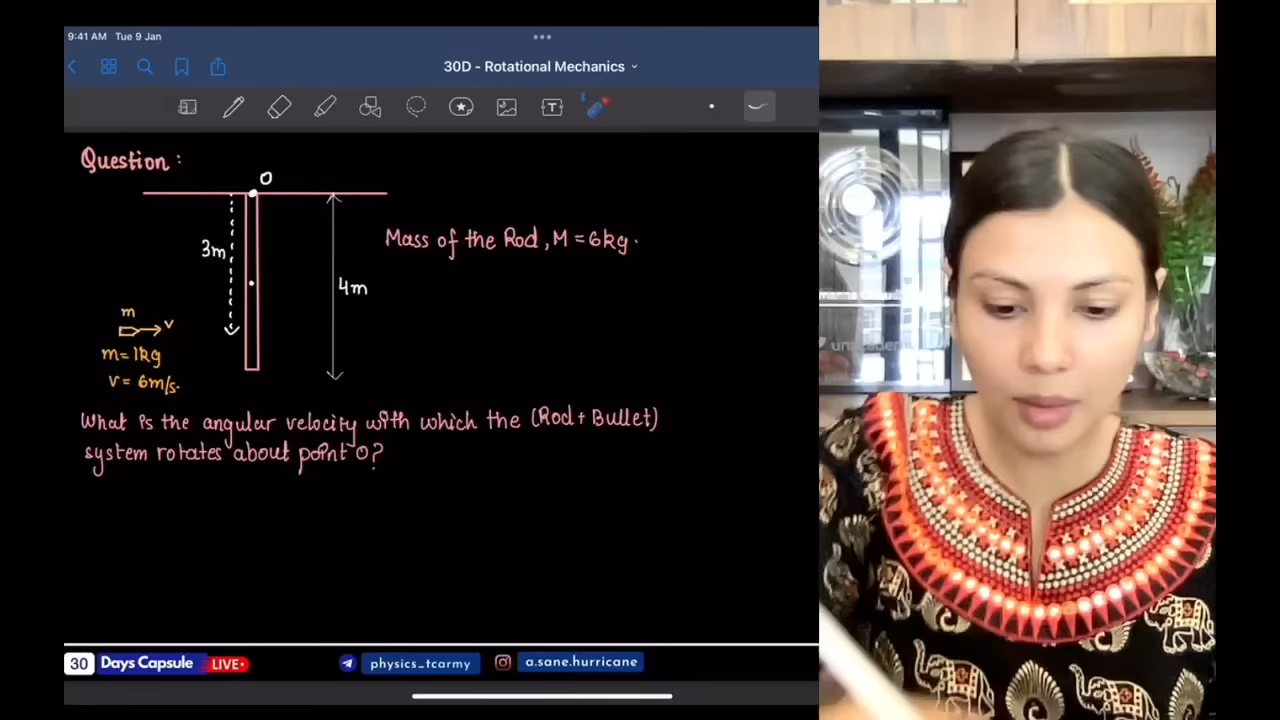 9:41 AM Tue 9 Jan
30D - Rotational Mechanics
T
Question :
O
3m
Mass of the Rod, M = 6kg.
4m
m
v
m = 1kg
v = 6m/s.
What is the angular velocity with which the (Rod + Bullet)
system rotates about point O?
30 Days Capsule LIVE
physics_tcarmy
a.sane.hurricane